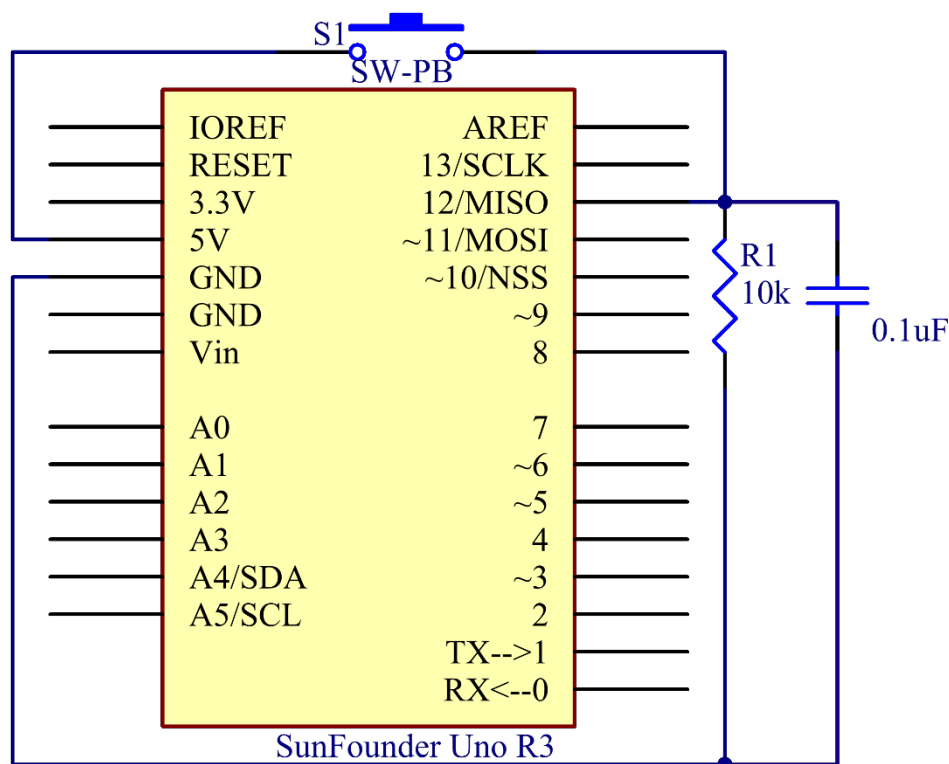 S1
SW-PB
IOREF
RESET
3.3V
5V
GND
GND
Vin
A0
A1
A2
A3
A4/SDA
A5/SCL
AREF
13/SCLK
12/MISO
~11/MOSI
~10/NSS
~9
8
7
~6
~5
4
~3
2
TX-->1
RX<--0
R1
10k
0.1uF
SunFounder Uno R3